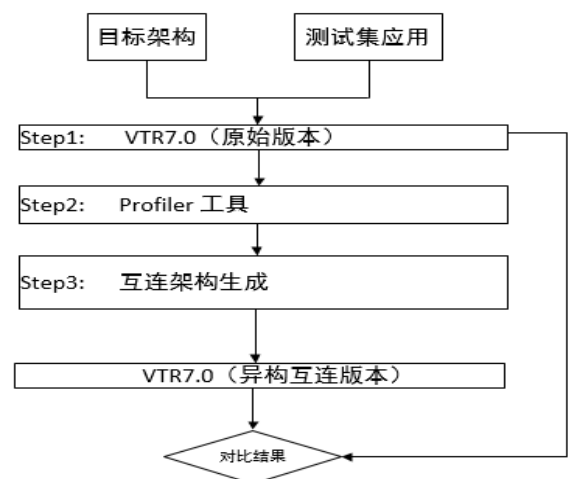 目标架构
测试集应用
Step1: VTR7.0（原始版本）
Step2: Profiler 工具
Step3: 互连架构生成
VTR7.0（异构互连版本）
对比结果